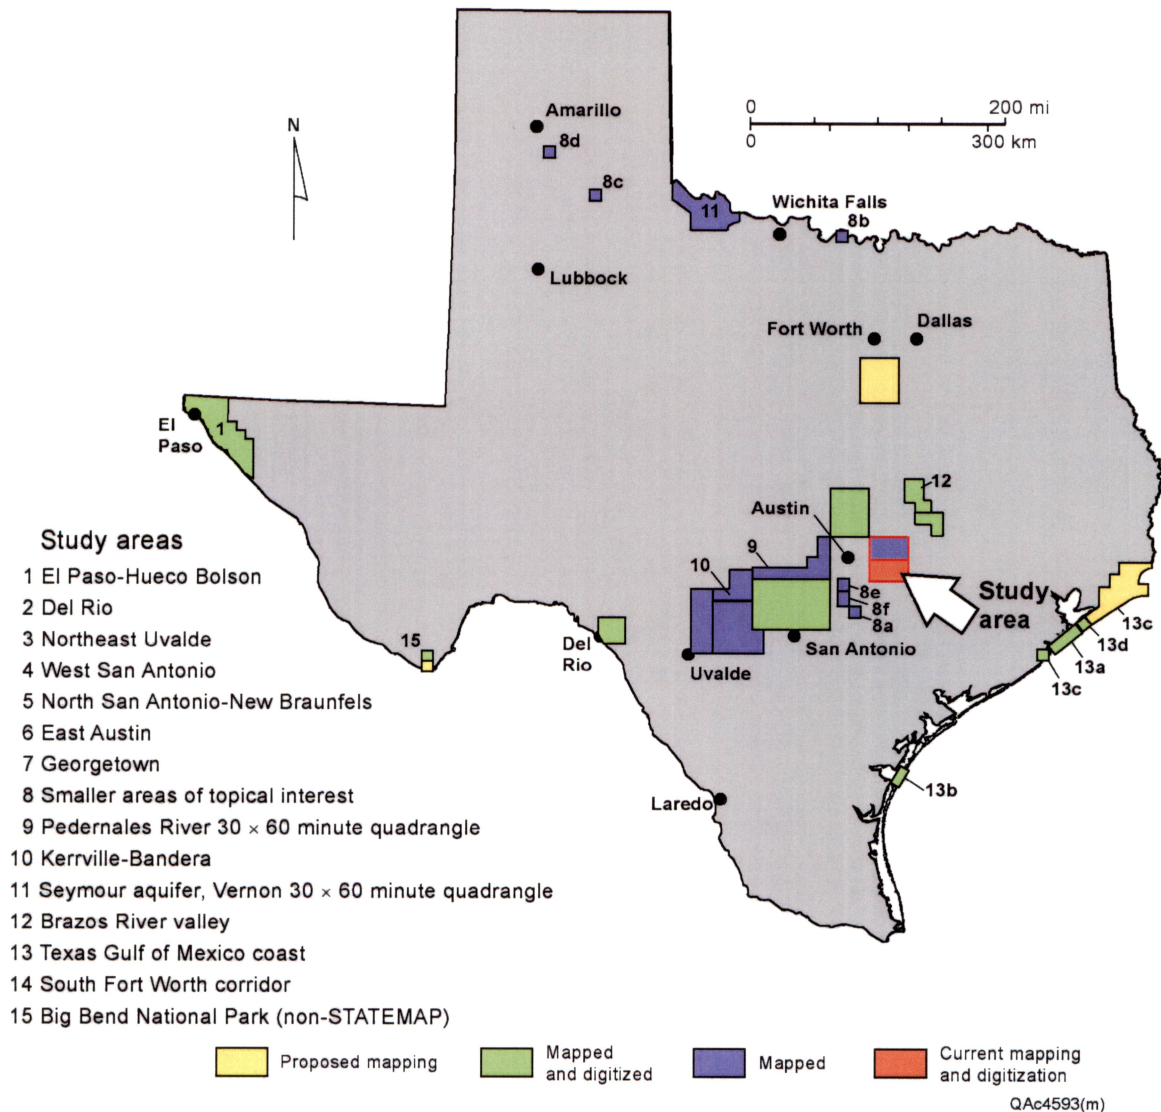 Amarillo
8d
8c
N
0 200 mi
0 300 km
Wichita Falls
8b
11
Lubbock
Fort Worth
Dallas
El
Paso
1
12
Austin
9
10
8e
8f
8a
Study
area
13c
13d
13a
13c
15
Del
Rio
San Antonio
Uvalde
13b
Laredo
Study areas
1 El Paso-Hueco Bolson
2 Del Rio
3 Northeast Uvalde
4 West San Antonio
5 North San Antonio-New Braunfels
6 East Austin
7 Georgetown
8 Smaller areas of topical interest
9 Pedernales River 30 × 60 minute quadrangle
10 Kerrville-Bandera
11 Seymour aquifer, Vernon 30 × 60 minute quadrangle
12 Brazos River valley
13 Texas Gulf of Mexico coast
14 South Fort Worth corridor
15 Big Bend National Park (non-STATEMAP)
Proposed mapping
Mapped
and digitized
Mapped
Current mapping
and digitization
QAc4593(m)